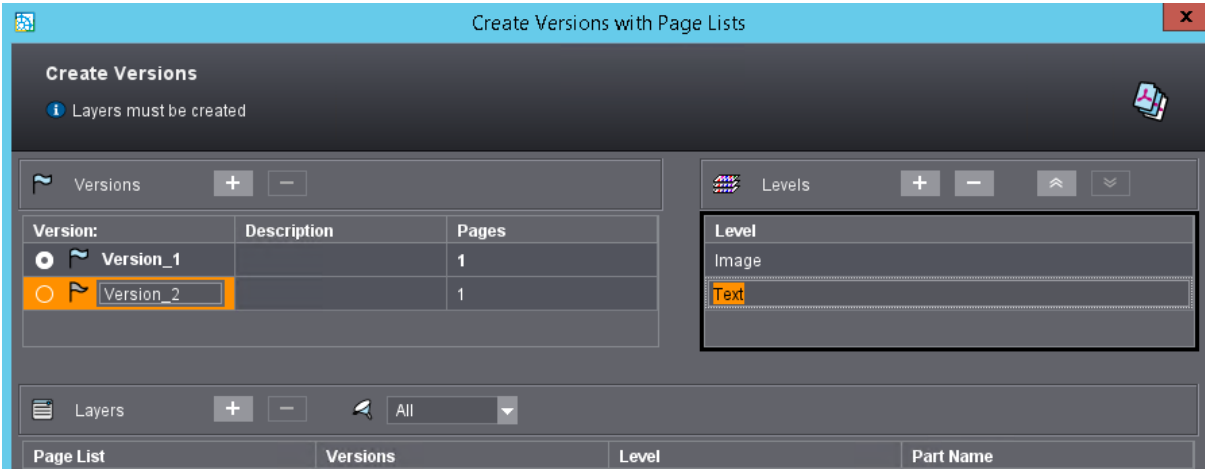 Create Versions with Page Lists
x
Create Versions
Layers must be created
Versions
Levels
Version: Description Pages
Version_1 1
Version_2 1
Level
Image
Text
Layers All
Page List Versions Level Part Name